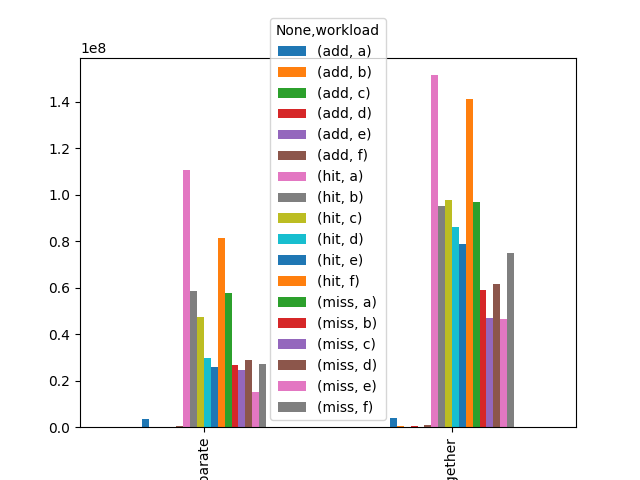 1e8
1.4
1.2
1.0
0.8
0.6
0.4
0.2
0.0
None,workload
(add, a)
(add, b)
(add, c)
(add, d)
(add, e)
(add, f)
(hit, a)
(hit, b)
(hit, c)
(hit, d)
(hit, e)
(hit, f)
(miss, a)
(miss, b)
(miss, c)
(miss, d)
(miss, e)
(miss, f)
parate
gether